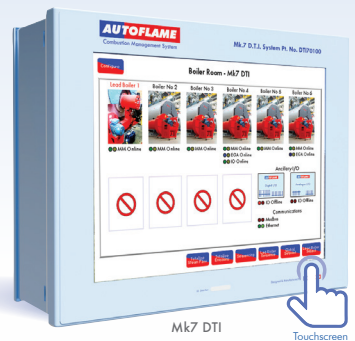 AUTOFLAME
Combustion Management System
Mk.7 D.T.I. System Pt. No. DTI70100
Boiler Room - Mk7 DTI
Lead Boiler 1
Boiler No 2
Boiler No 3
Boiler No 4
Boiler No 5
Boiler No 6
MM Online
MM Online
MM Online
MM Online
EGA Online
IO Online
MM Online
MM Online
EGA Online
IO Online
Ancillary I/O
IO Offline
IO Offline
Communications
Modbus
Ethernet
Sequencing
Mk7 DTI
Touchscreen